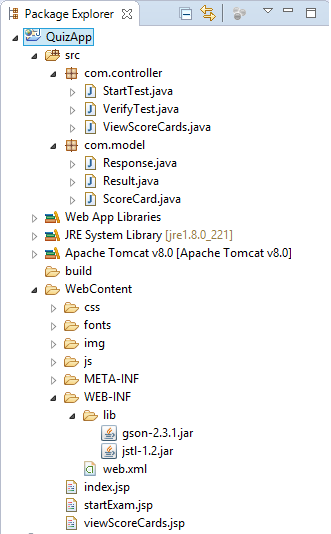 Package Explorer
QuizApp
src
com.controller
StartTest.java
VerifyTest.java
ViewScoreCards.java
com.model
Response.java
Result.java
ScoreCard.java
Web App Libraries
JRE System Library [jre1.8.0_221]
Apache Tomcat v8.0 [Apache Tomcat v8.0]
build
WebContent
css
fonts
img
js
META-INF
WEB-INF
lib
gson-2.3.1.jar
jstl-1.2.jar
web.xml
index.jsp
startExam.jsp
viewScoreCards.jsp